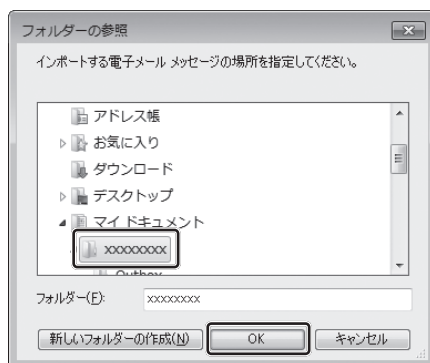 フォルダーの参照
インポートする電子メール メッセージの場所を指定してください。
アドレス帳
お気に入り
ダウンロード
デスクトップ
マイ ドキュメント
xxxxxxxx
Outbox
フォルダー(F): xxxxxxxx
新しいフォルダーの作成(N) OK キャンセル